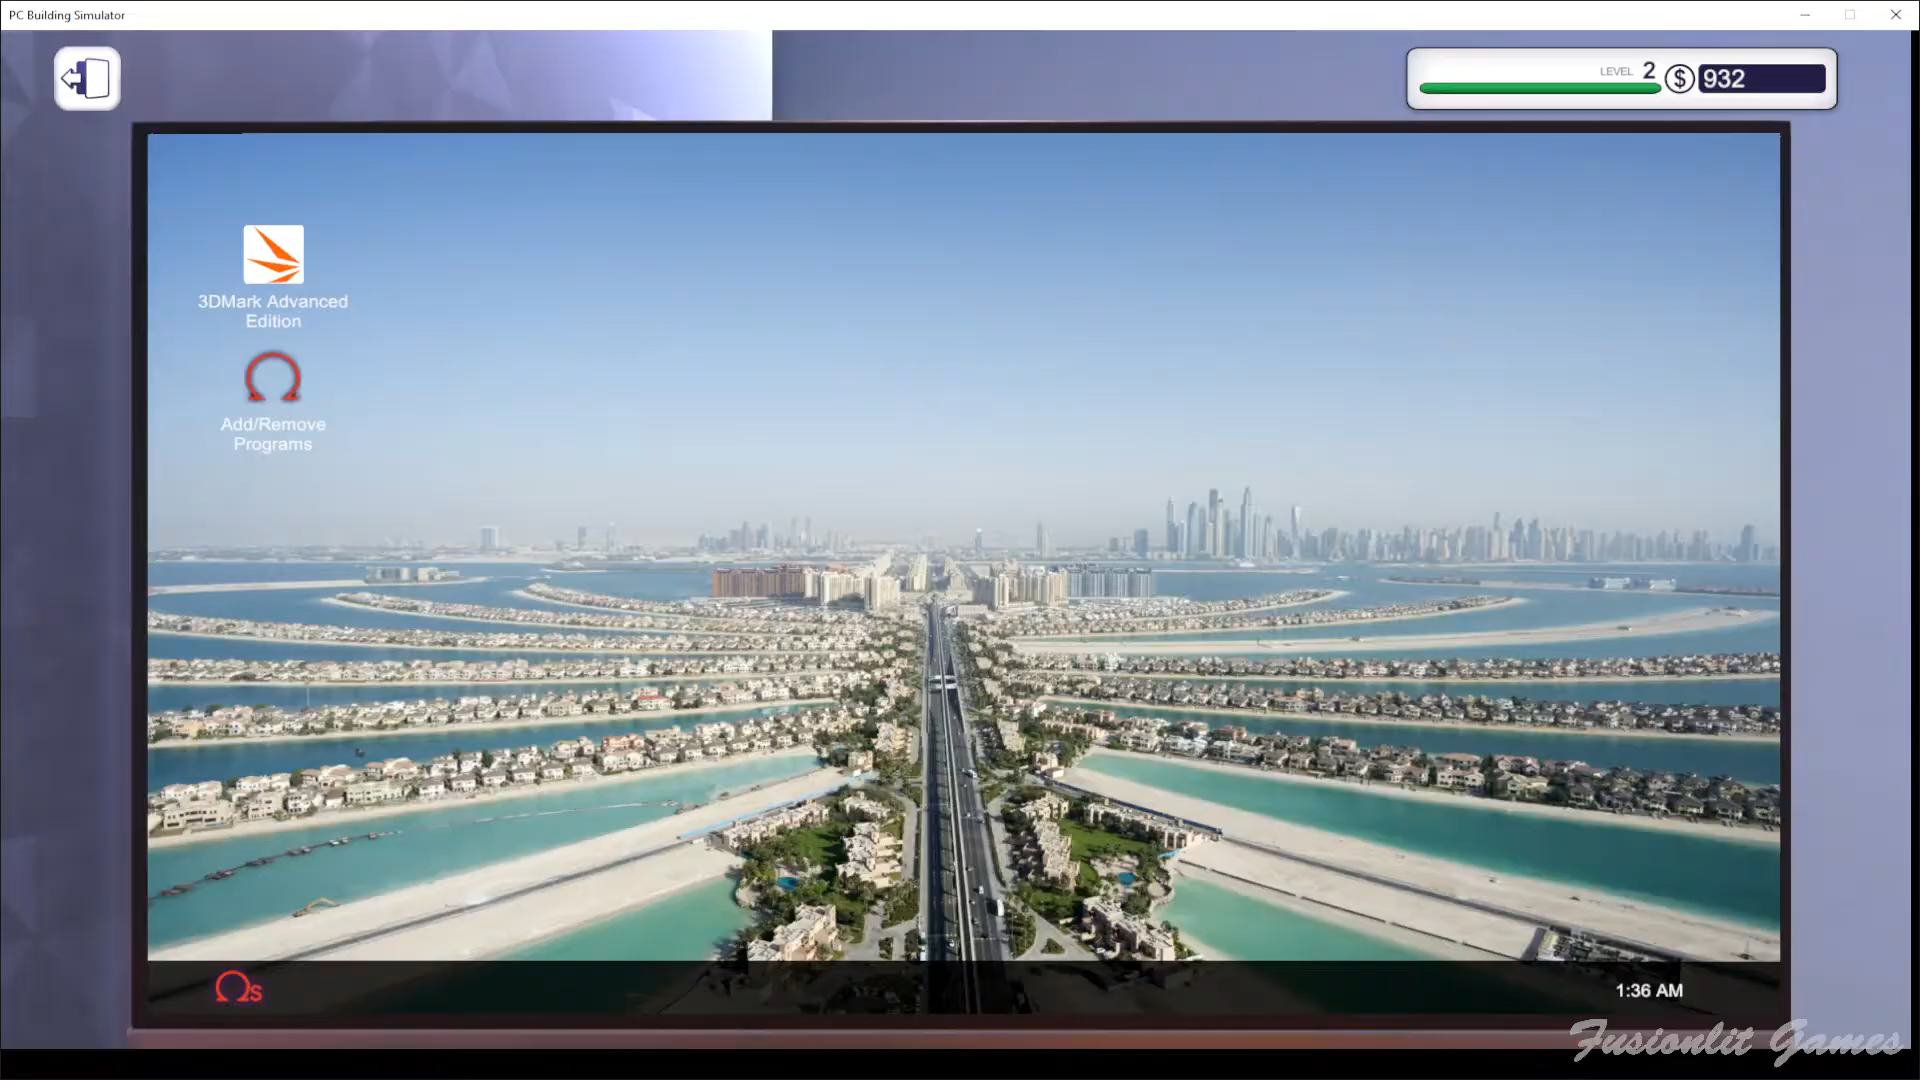 PC Building Simulator
LEVEL 2
$ 932
3DMark Advanced
Edition
Add/Remove
Programs
Ωs
1:36 AM
Fusionlit Games